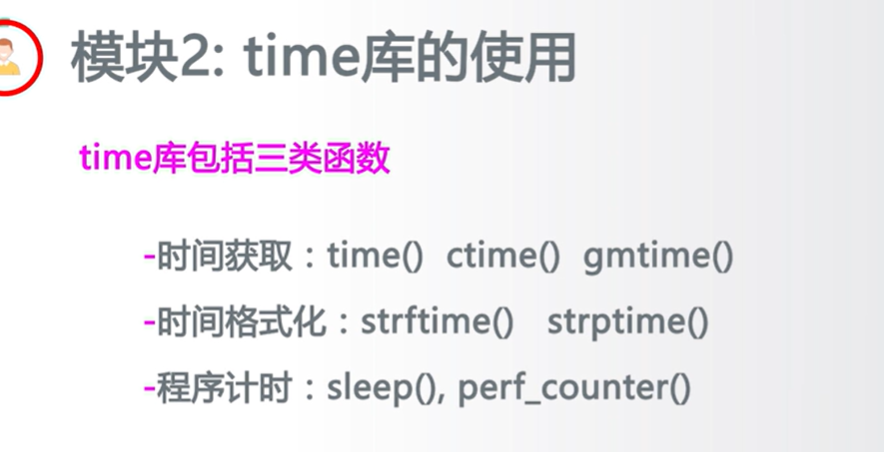 模块2: time库的使用
time库包括三类函数
-时间获取：time() ctime() gmtime()
-时间格式化：strftime() strptime()
-程序计时：sleep(), perf_counter()